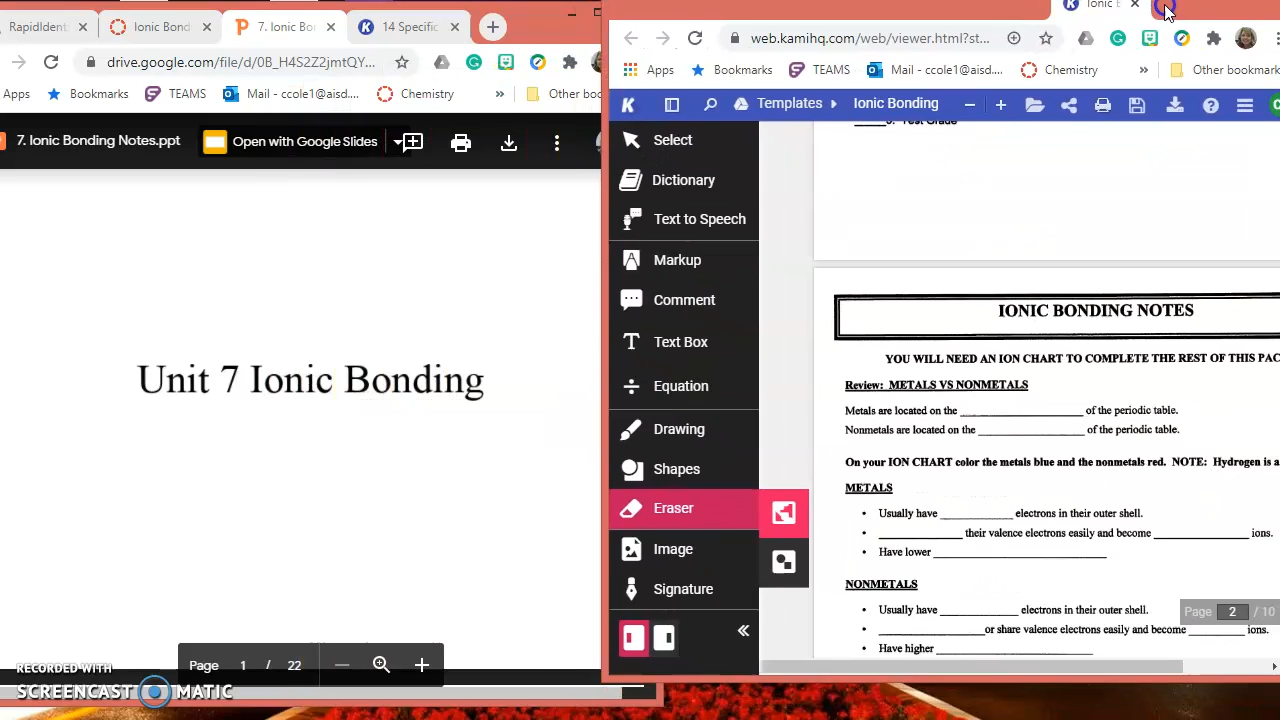 RapidIdent
Ionic Bond
7. Ionic Bo
14 Specific
drive.google.com/file/d/0B_H4S2Z2jmtQY...
Apps
Bookmarks
TEAMS
Mail - ccole1@aisd...
Chemistry
»
Other boo
7. Ionic Bonding Notes.ppt
Open with Google Slides
Unit 7 Ionic Bonding
Page 1 / 22
RECORDED WITH
SCREENCAST MATIC
Ionic B
web.kamihq.com/web/viewer.html?st...
Apps
Bookmarks
TEAMS
Mail - ccole1@aisd...
Chemistry
»
Other bookmarks
K
Templates
Ionic Bonding
Select
Dictionary
Text to Speech
Markup
Comment
Text Box
Equation
Drawing
Shapes
Eraser
Image
Signature
Test Grade
IONIC BONDING NOTES
YOU WILL NEED AN ION CHART TO COMPLETE THE REST OF THIS PAC
Review: METALS VS NONMETALS
Metals are located on the ____________ of the periodic table.
Nonmetals are located on the ____________ of the periodic table.
On your ION CHART color the metals blue and the nonmetals red. NOTE: Hydrogen is a
METALS
• Usually have ____________ electrons in their outer shell.
• ____________ their valence electrons easily and become ____________ ions.
• Have lower ____________
NONMETALS
• Usually have ____________ electrons in their outer shell.
• ____________ or share valence electrons easily and become ________ ions.
• Have higher ____________
Page 2 / 10